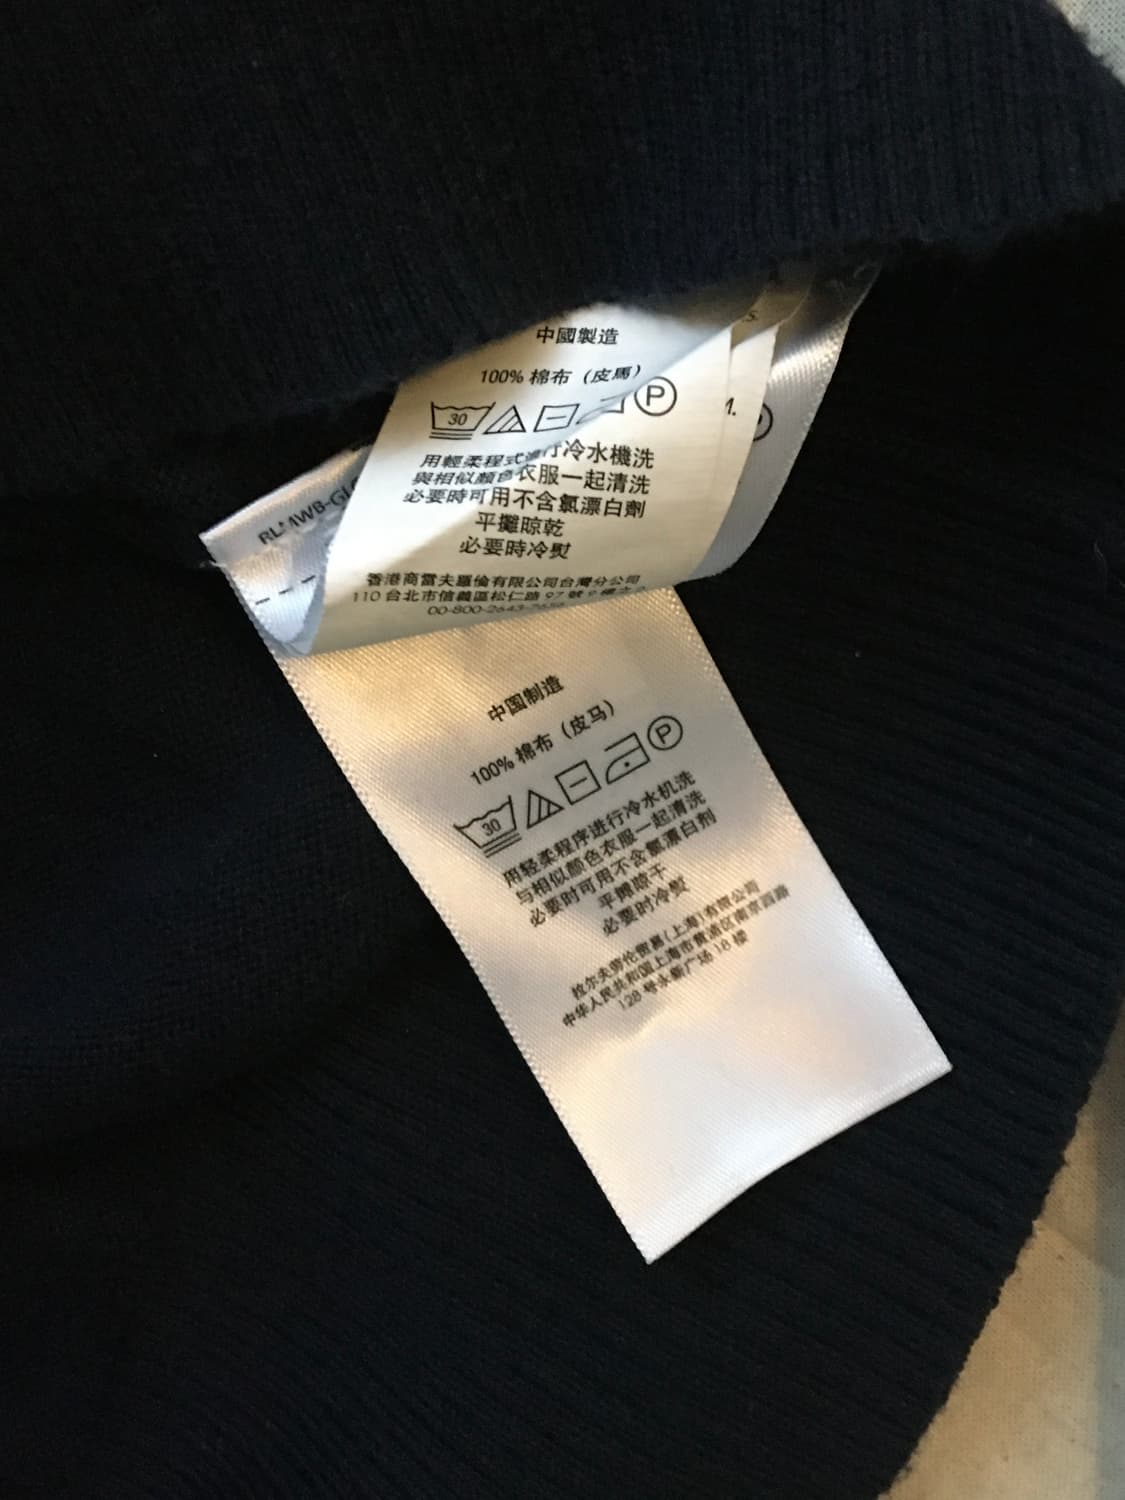 中國製造
100% 棉布（皮馬）
30
P
用輕柔程式進行冷水機洗
與相似顏色衣服一起清洗
必要時可用不含氯漂白劑
平攤晾乾
必要時冷熨
香港商當夫羅倫有限公司台灣分公司
110 台北市信義區松仁路 97 號
00-800-2643-7658
S.
M.
RLMWB-GL
中国制造
100% 棉布（皮马）
30
P
用轻柔程序进行冷水机洗
与相似颜色衣服一起清洗
必要时可用不含氯漂白剂
平摊晾干
必要时冷熨
拉尔夫劳伦贸易(上海)有限公司
中华人民共和国上海市黄浦区南京西路
128 号永新广场 18 楼